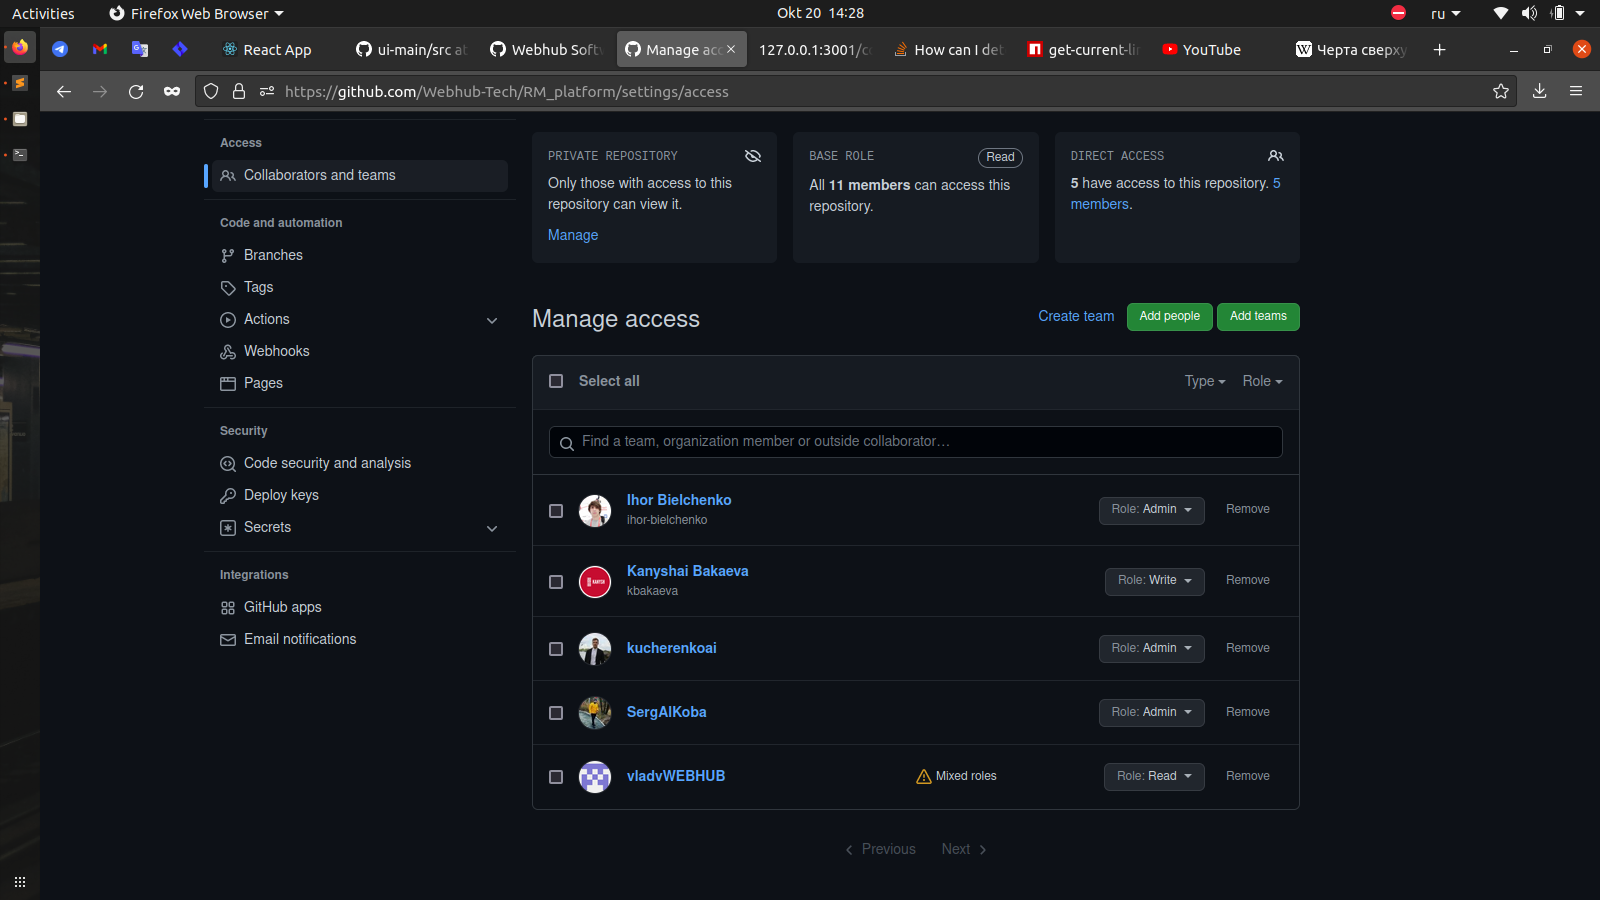 Activities
Firefox Web Browser
Okt 20 14:28
ru
React App
ui-main/src at
Webhub Softw
Manage acc
127.0.0.1:3001/c
How can I det
get-current-lin
YouTube
Черта сверху
https://github.com/Webhub-Tech/RM_platform/settings/access
Access
Collaborators and teams
Code and automation
Branches
Tags
Actions
Webhooks
Pages
Security
Code security and analysis
Deploy keys
Secrets
Integrations
GitHub apps
Email notifications
PRIVATE REPOSITORY
Only those with access to this
repository can view it.
Manage
BASE ROLE
Read
All 11 members can access this
repository.
DIRECT ACCESS
5 have access to this repository. 5
members.
Manage access
Create team
Add people
Add teams
Select all
Type
Role
Find a team, organization member or outside collaborator…
Ihor Bielchenko
ihor-bielchenko
Role: Admin
Remove
Kanyshai Bakaeva
kbakaeva
Role: Write
Remove
kucherenkoai
Role: Admin
Remove
SergAlKoba
Role: Admin
Remove
vladvWEBHUB
Mixed roles
Role: Read
Remove
Previous
Next